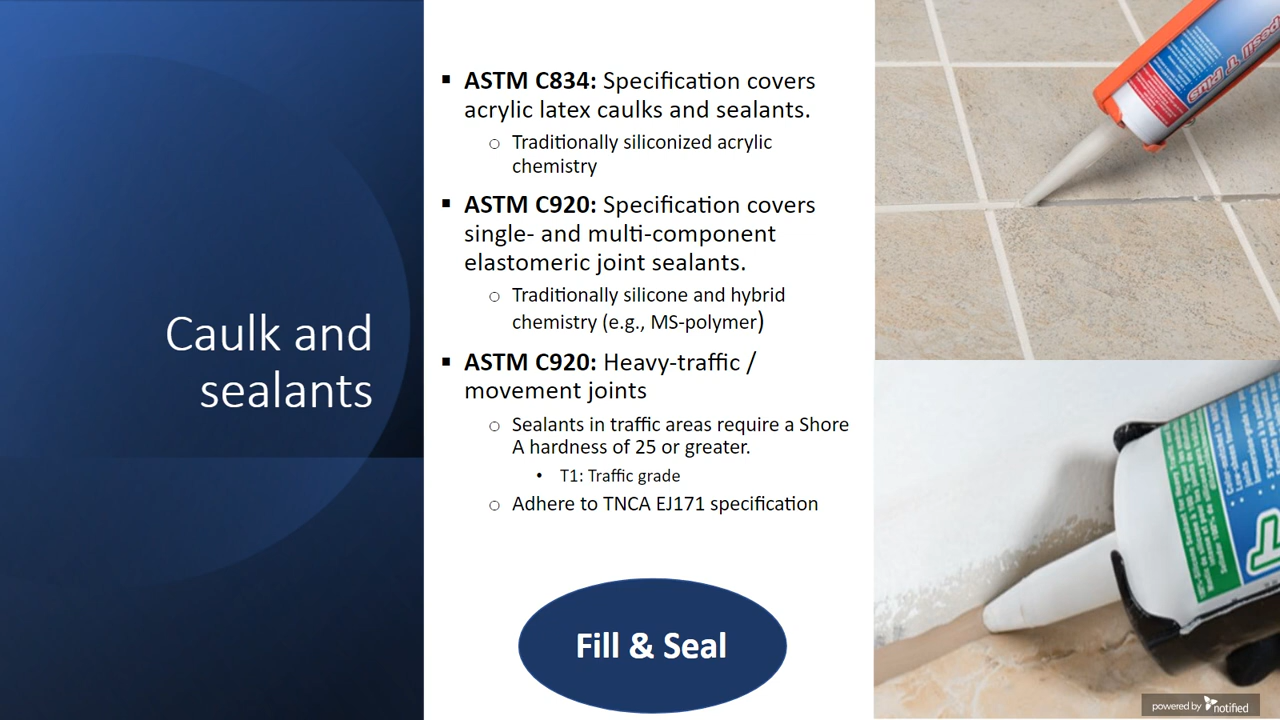 Caulk and
sealants
▪ ASTM C834: Specification covers
acrylic latex caulks and sealants.
○ Traditionally siliconized acrylic
chemistry
▪ ASTM C920: Specification covers
single- and multi-component
elastomeric joint sealants.
○ Traditionally silicone and hybrid
chemistry (e.g., MS-polymer)
▪ ASTM C920: Heavy-traffic /
movement joints
○ Sealants in traffic areas require a Shore
A hardness of 25 or greater.
• T1: Traffic grade
○ Adhere to TNCA EJ171 specification
Fill & Seal
powered by notified